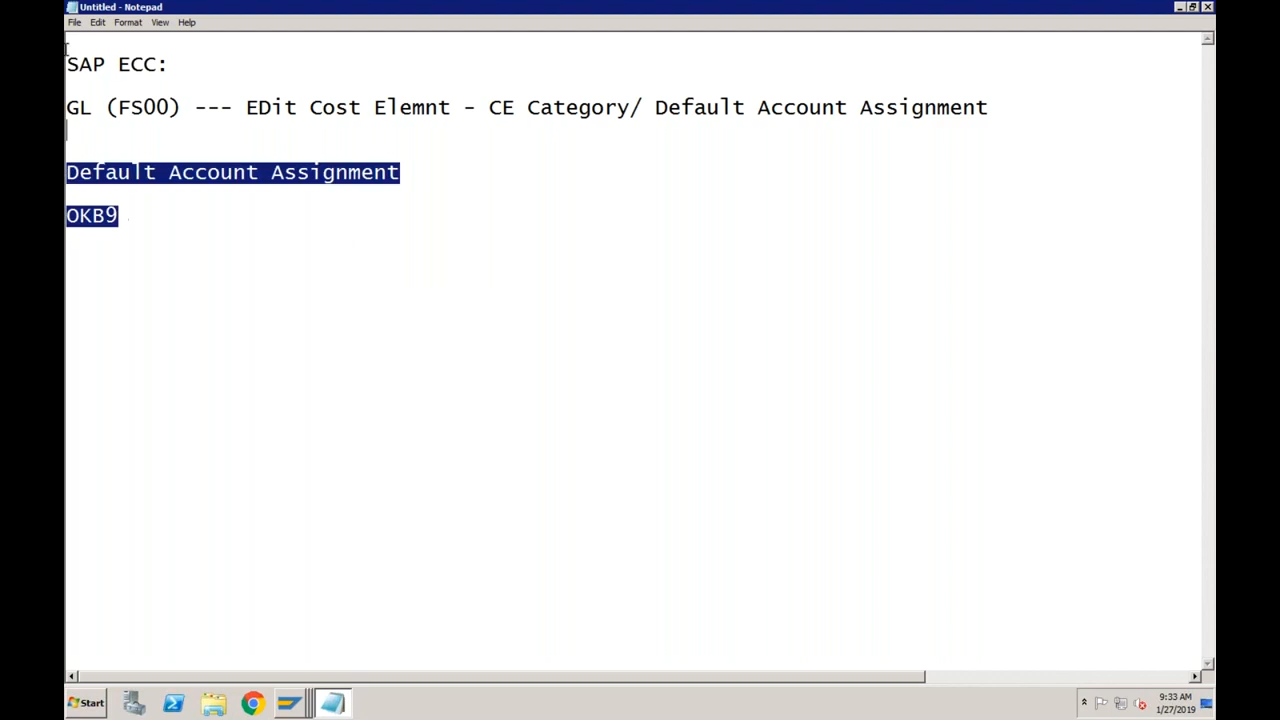 Untitled - Notepad
File Edit Format View Help
SAP ECC:
GL (FS00) --- EDit Cost Elemnt - CE Category/ Default Account Assignment
Default Account Assignment
OKB9
Start
9:33 AM
1/27/2019